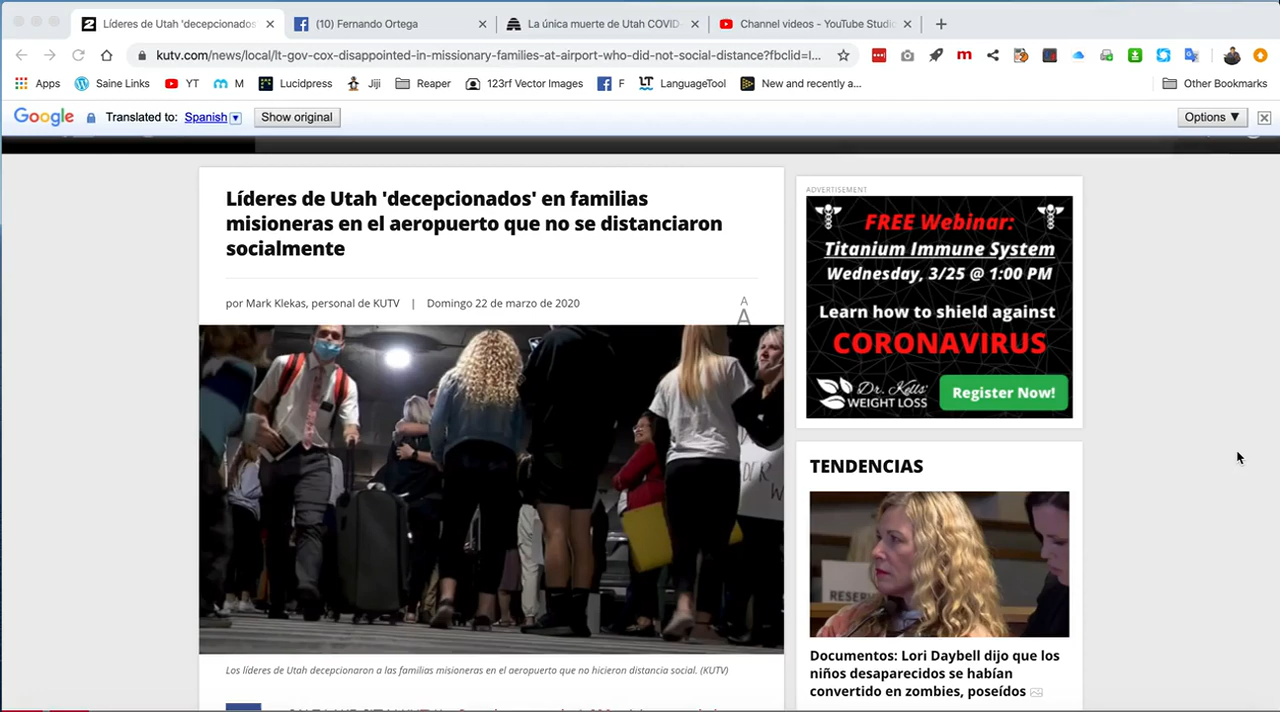 Líderes de Utah 'decepcionados'
(10) Fernando Ortega
La única muerte de Utah COVID-
Channel videos - YouTube Studio
kutv.com/news/local/lt-gov-cox-disappointed-in-missionary-families-at-airport-who-did-not-social-distance?fbclid=I...
Apps
Saine Links
YT
M
Lucidpress
Jiji
Reaper
123rf Vector Images
F
LanguageTool
New and recently a...
Other Bookmarks
Google
Translated to: Spanish
Show original
Options ▼
Líderes de Utah 'decepcionados' en familias
misioneras en el aeropuerto que no se distanciaron
socialmente
por Mark Klekas, personal de KUTV | Domingo 22 de marzo de 2020
A
A
Los líderes de Utah decepcionaron a las familias misioneras en el aeropuerto que no hicieron distancia social. (KUTV)
ADVERTISEMENT
FREE Webinar:
Titanium Immune System
Wednesday, 3/25 @ 1:00 PM
Learn how to shield against
CORONAVIRUS
Dr. Kells'
WEIGHT LOSS
Register Now!
TENDENCIAS
RESERVE
Documentos: Lori Daybell dijo que los
niños desaparecidos se habían
convertido en zombies, poseídos